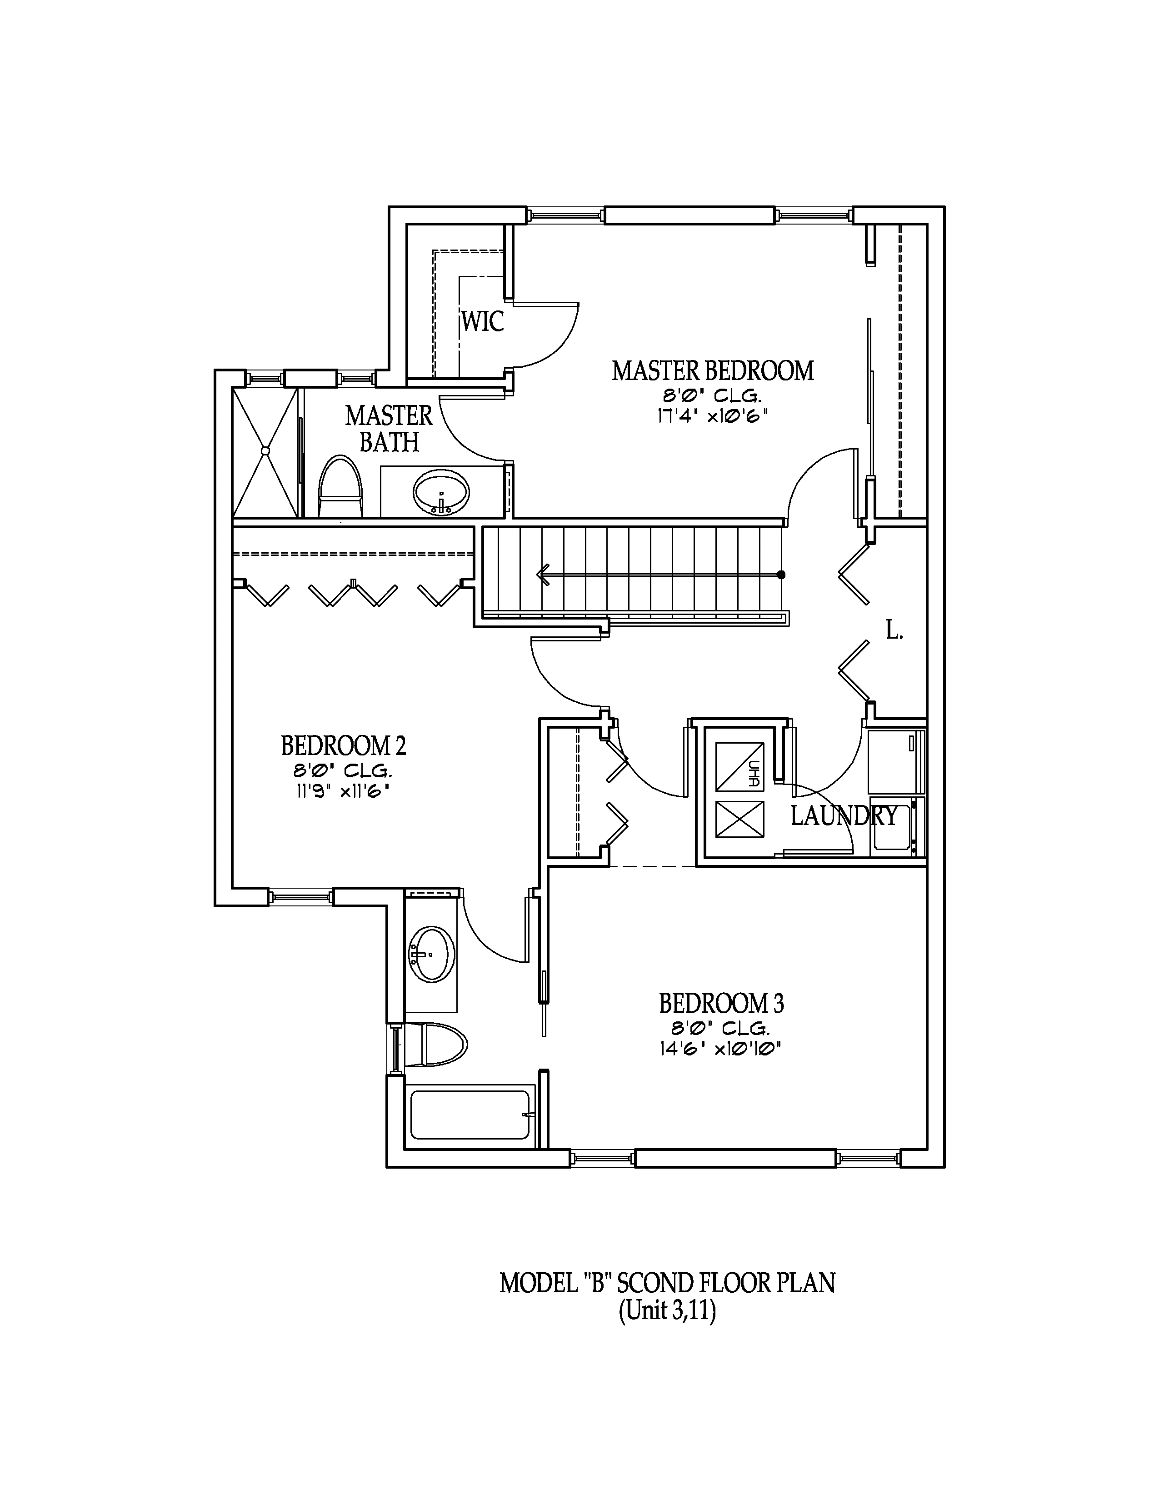 WIC
MASTER BEDROOM
8'0" CLG.
17'4" x10'6"
MASTER
BATH
L.
BEDROOM 2
8'0" CLG.
11'9" x11'6"
UHA
LAUNDRY
BEDROOM 3
8'0" CLG.
14'6" x10'10"
MODEL "B" SCOND FLOOR PLAN
(Unit 3,11)